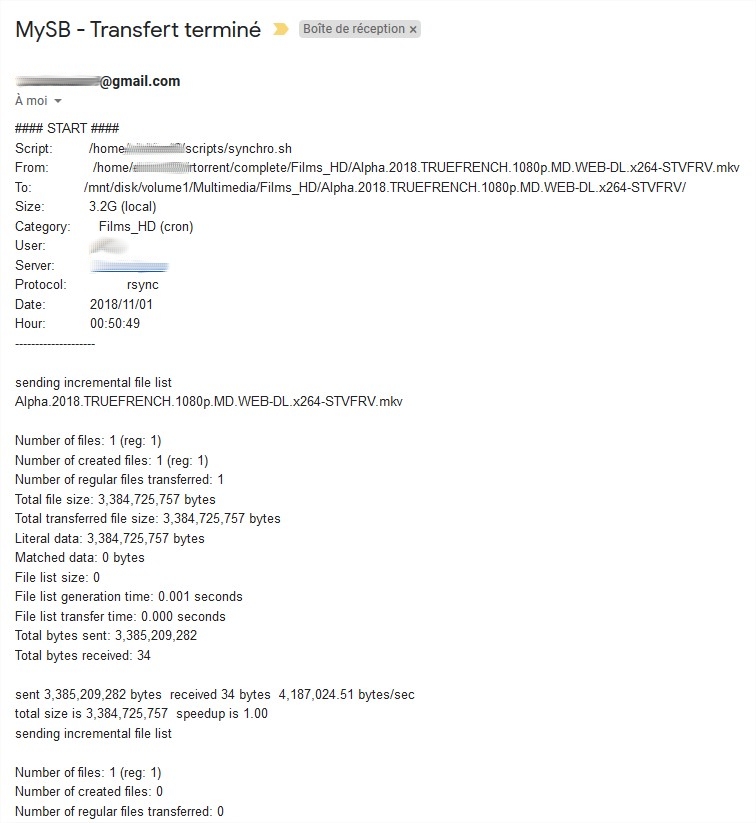 MySB - Transfert terminé Boîte de réception ×
@gmail.com
À moi
#### START ####
Script: /home/ /scripts/synchro.sh
From: /home/ rtorrent/complete/Films_HD/Alpha.2018.TRUEFRENCH.1080p.MD.WEB-DL.x264-STVFRV.mkv
To: /mnt/disk/volume1/Multimedia/Films_HD/Alpha.2018.TRUEFRENCH.1080p.MD.WEB-DL.x264-STVFRV/
Size: 3.2G (local)
Category: Films_HD (cron)
User:
Server:
Protocol: rsync
Date: 2018/11/01
Hour: 00:50:49
--------------------
sending incremental file list
Alpha.2018.TRUEFRENCH.1080p.MD.WEB-DL.x264-STVFRV.mkv
Number of files: 1 (reg: 1)
Number of created files: 1 (reg: 1)
Number of regular files transferred: 1
Total file size: 3,384,725,757 bytes
Total transferred file size: 3,384,725,757 bytes
Literal data: 3,384,725,757 bytes
Matched data: 0 bytes
File list size: 0
File list generation time: 0.001 seconds
File list transfer time: 0.000 seconds
Total bytes sent: 3,385,209,282
Total bytes received: 34
sent 3,385,209,282 bytes received 34 bytes 4,187,024.51 bytes/sec
total size is 3,384,725,757 speedup is 1.00
sending incremental file list
Number of files: 1 (reg: 1)
Number of created files: 0
Number of regular files transferred: 0